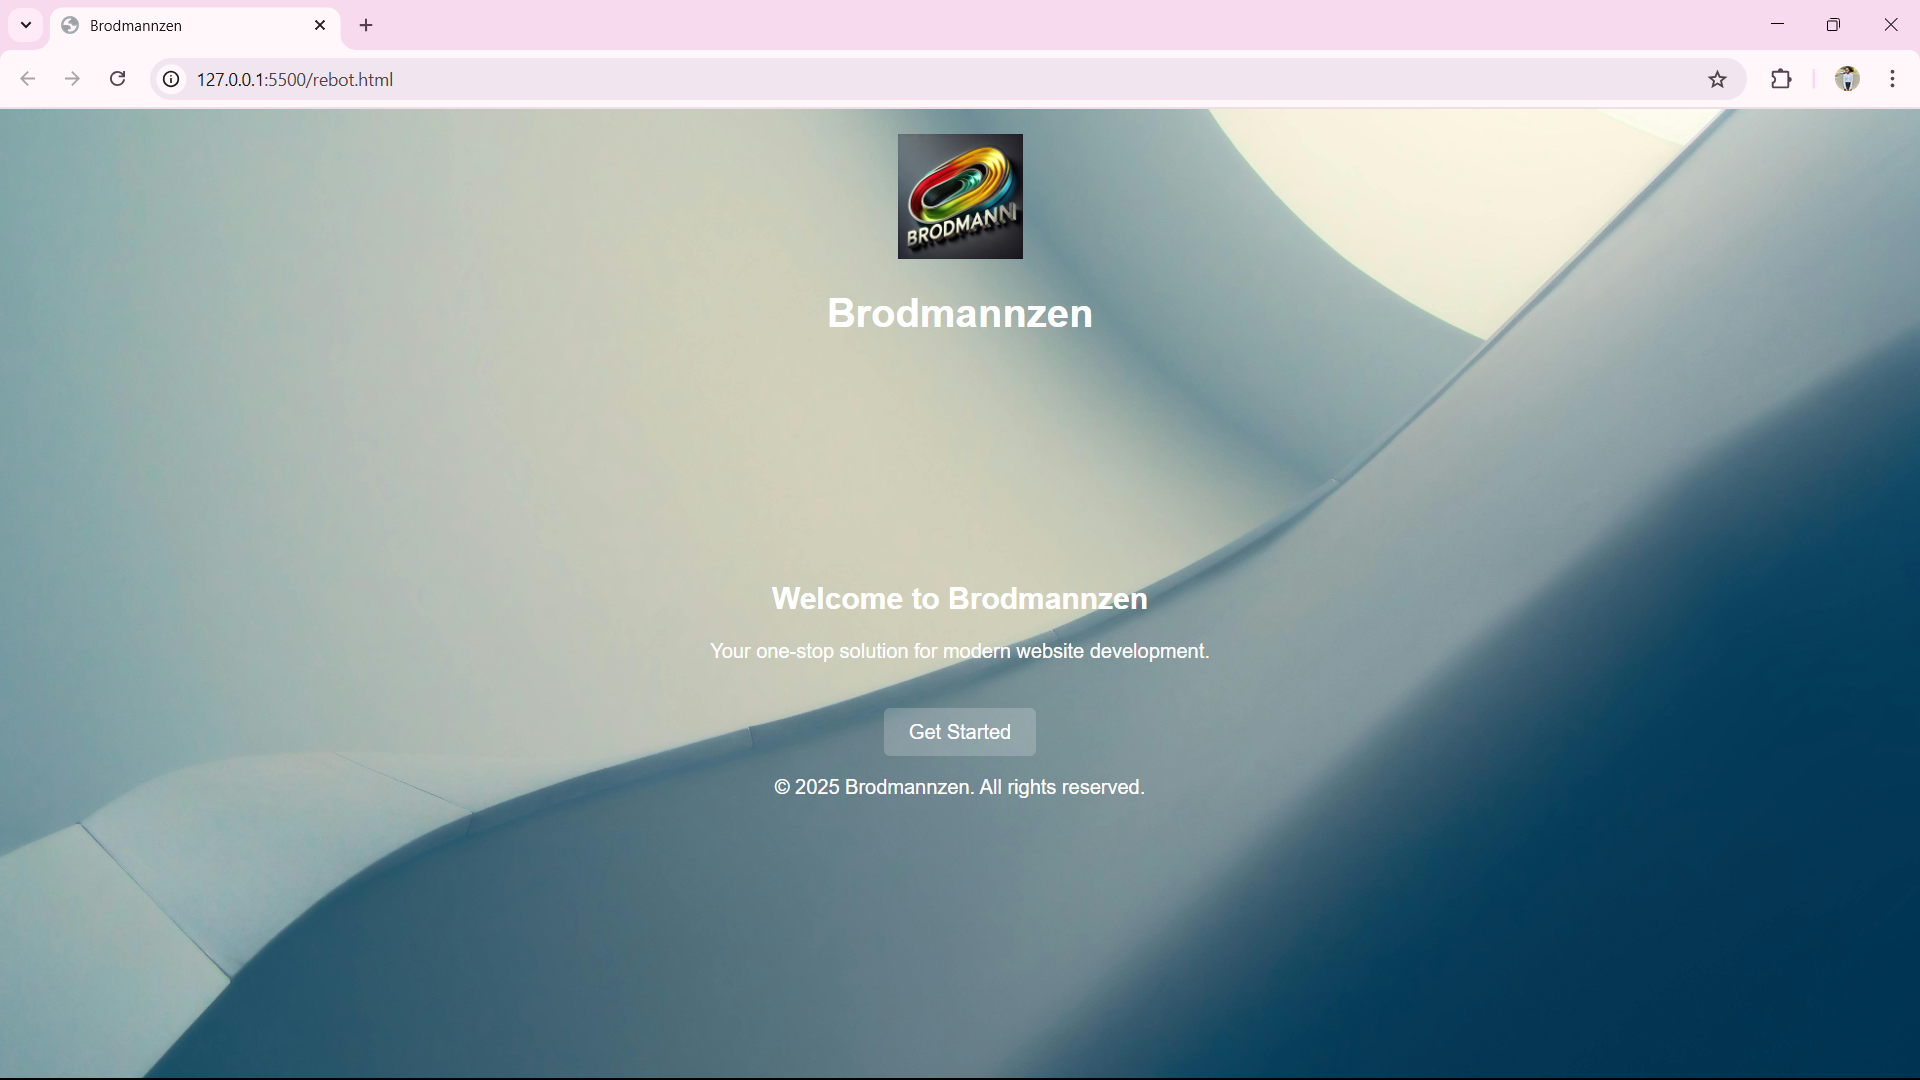 Brodmannzen
127.0.0.1:5500/rebot.html
BRODMANN
Brodmannzen
Welcome to Brodmannzen
Your one-stop solution for modern website development.
Get Started
© 2025 Brodmannzen. All rights reserved.